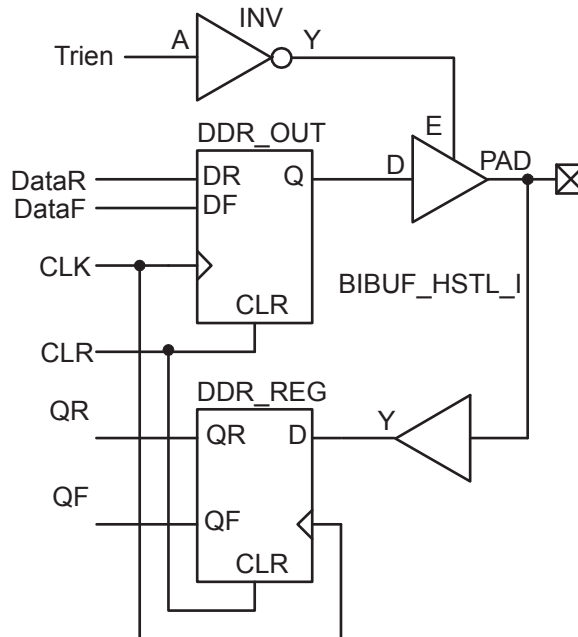 INV
Trien A Y
DDR_OUT E
D PAD
DataR DR Q
DataF DF
CLK BIBUF_HSTL_I
CLR
CLR
DDR_REG
QR QR D Y
QF QF
CLR